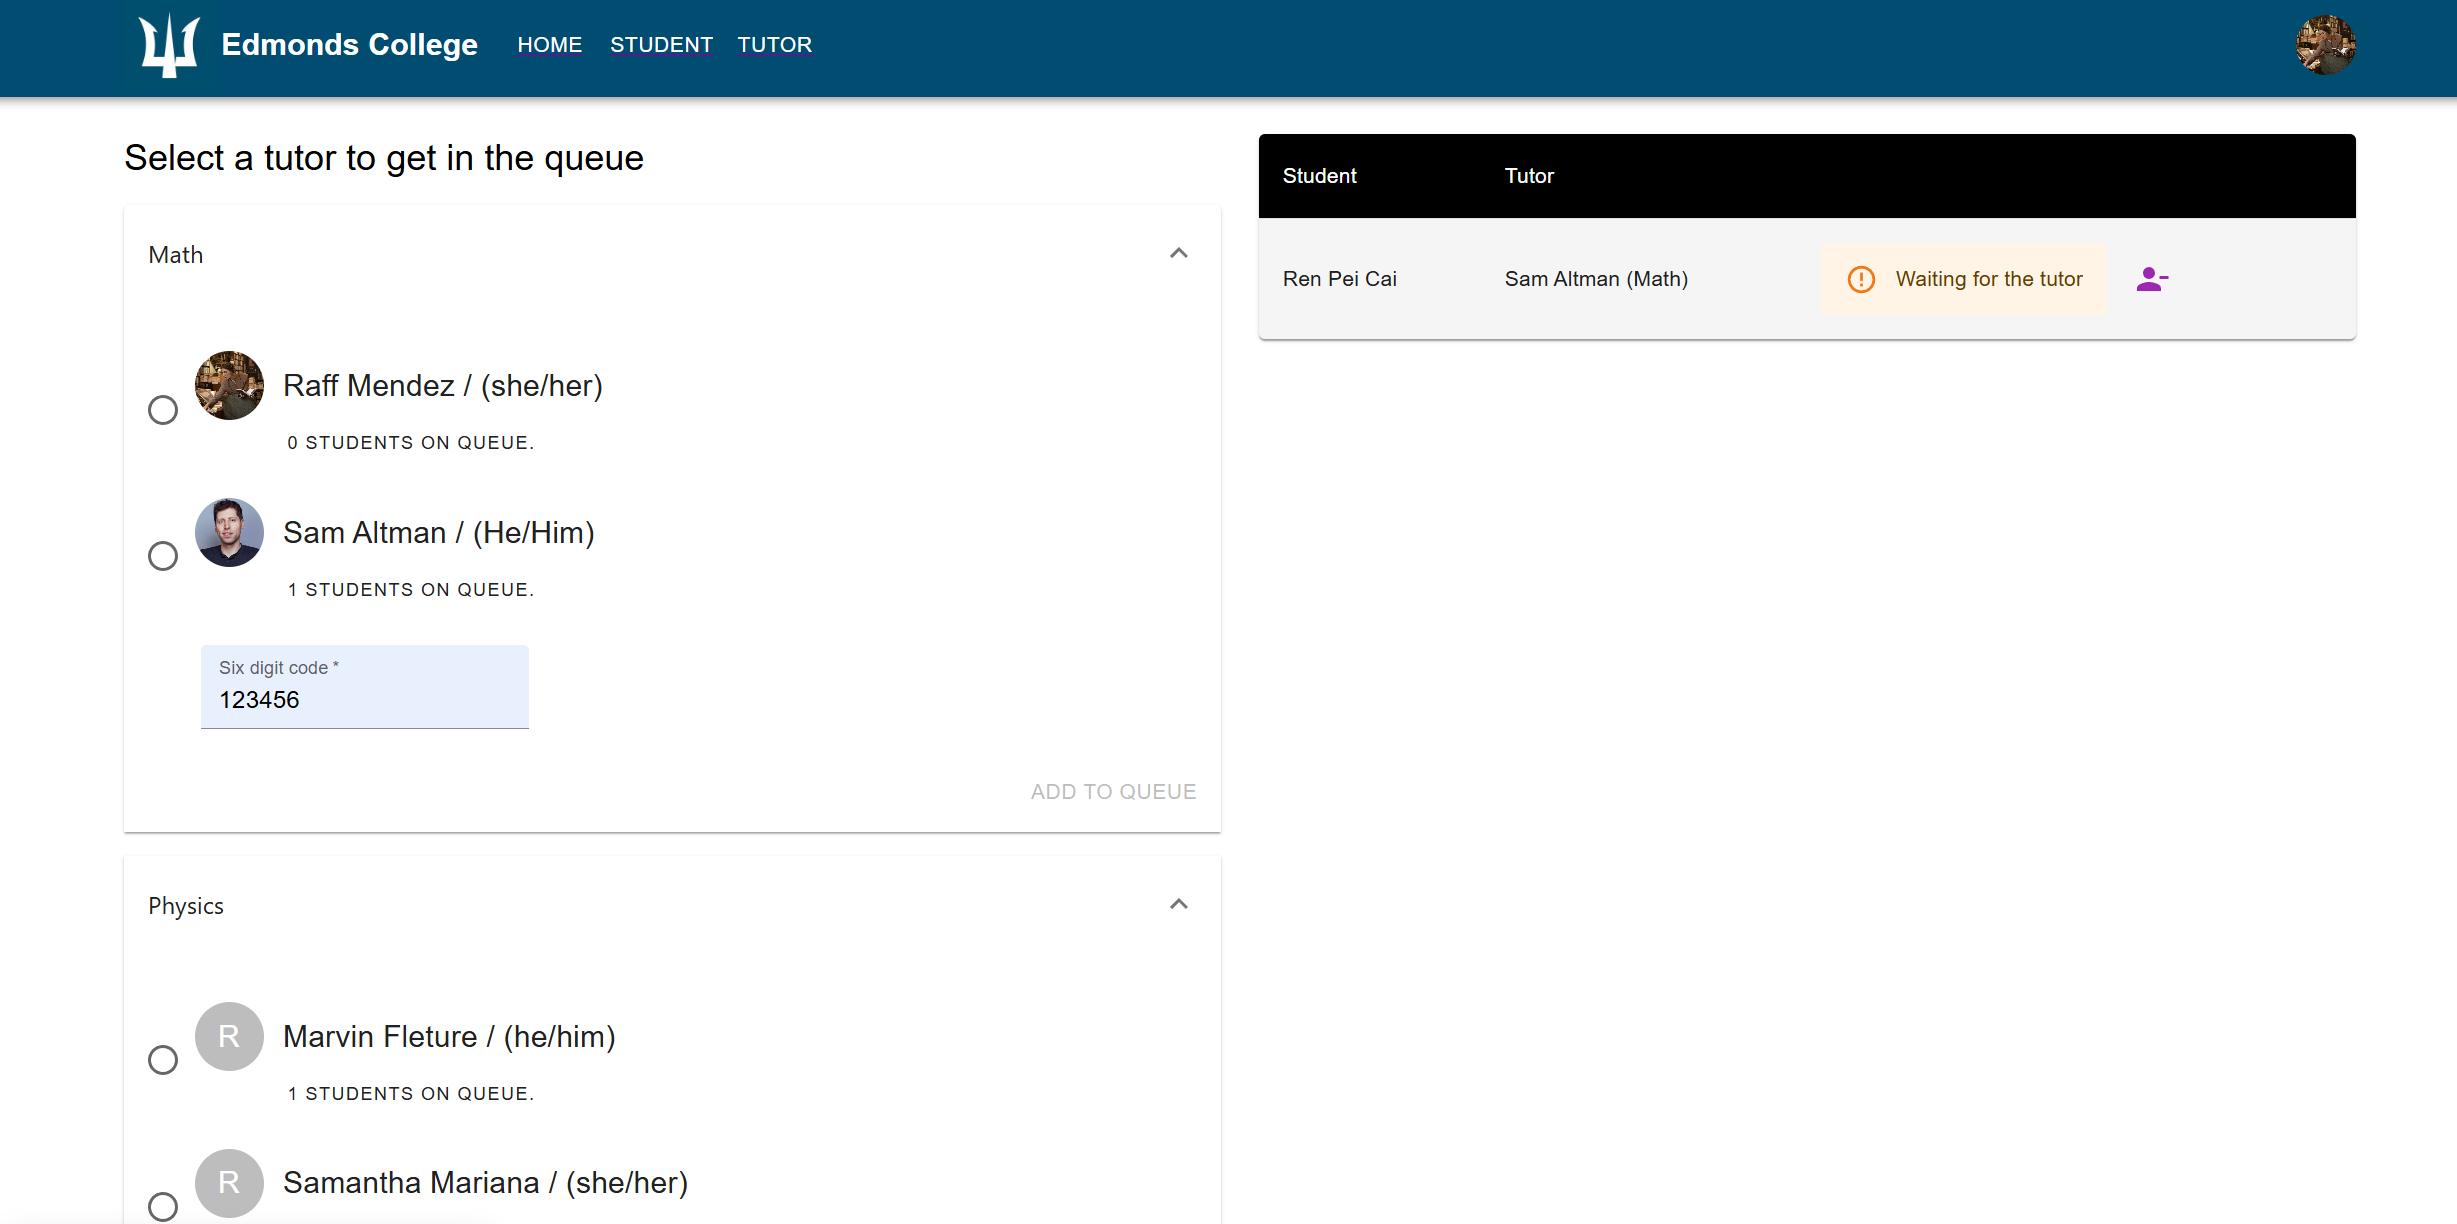 Edmonds College HOME STUDENT TUTOR
Select a tutor to get in the queue
Math
Raff Mendez / (she/her)
0 STUDENTS ON QUEUE.
Sam Altman / (He/Him)
1 STUDENTS ON QUEUE.
Six digit code *
123456
ADD TO QUEUE
Physics
R
Marvin Fleture / (he/him)
1 STUDENTS ON QUEUE.
R
Samantha Mariana / (she/her)
Student Tutor
Ren Pei Cai Sam Altman (Math) Waiting for the tutor